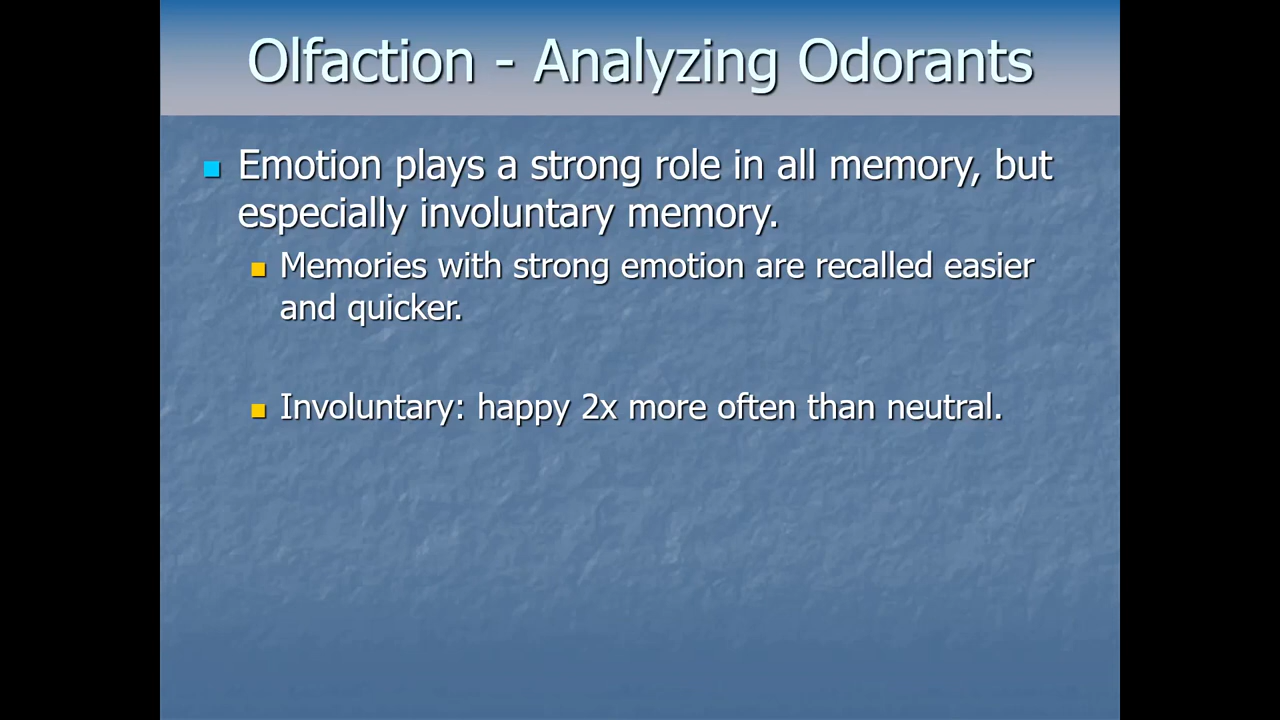 Olfaction - Analyzing Odorants
Emotion plays a strong role in all memory, but
especially involuntary memory.
Memories with strong emotion are recalled easier
and quicker.
Involuntary: happy 2x more often than neutral.